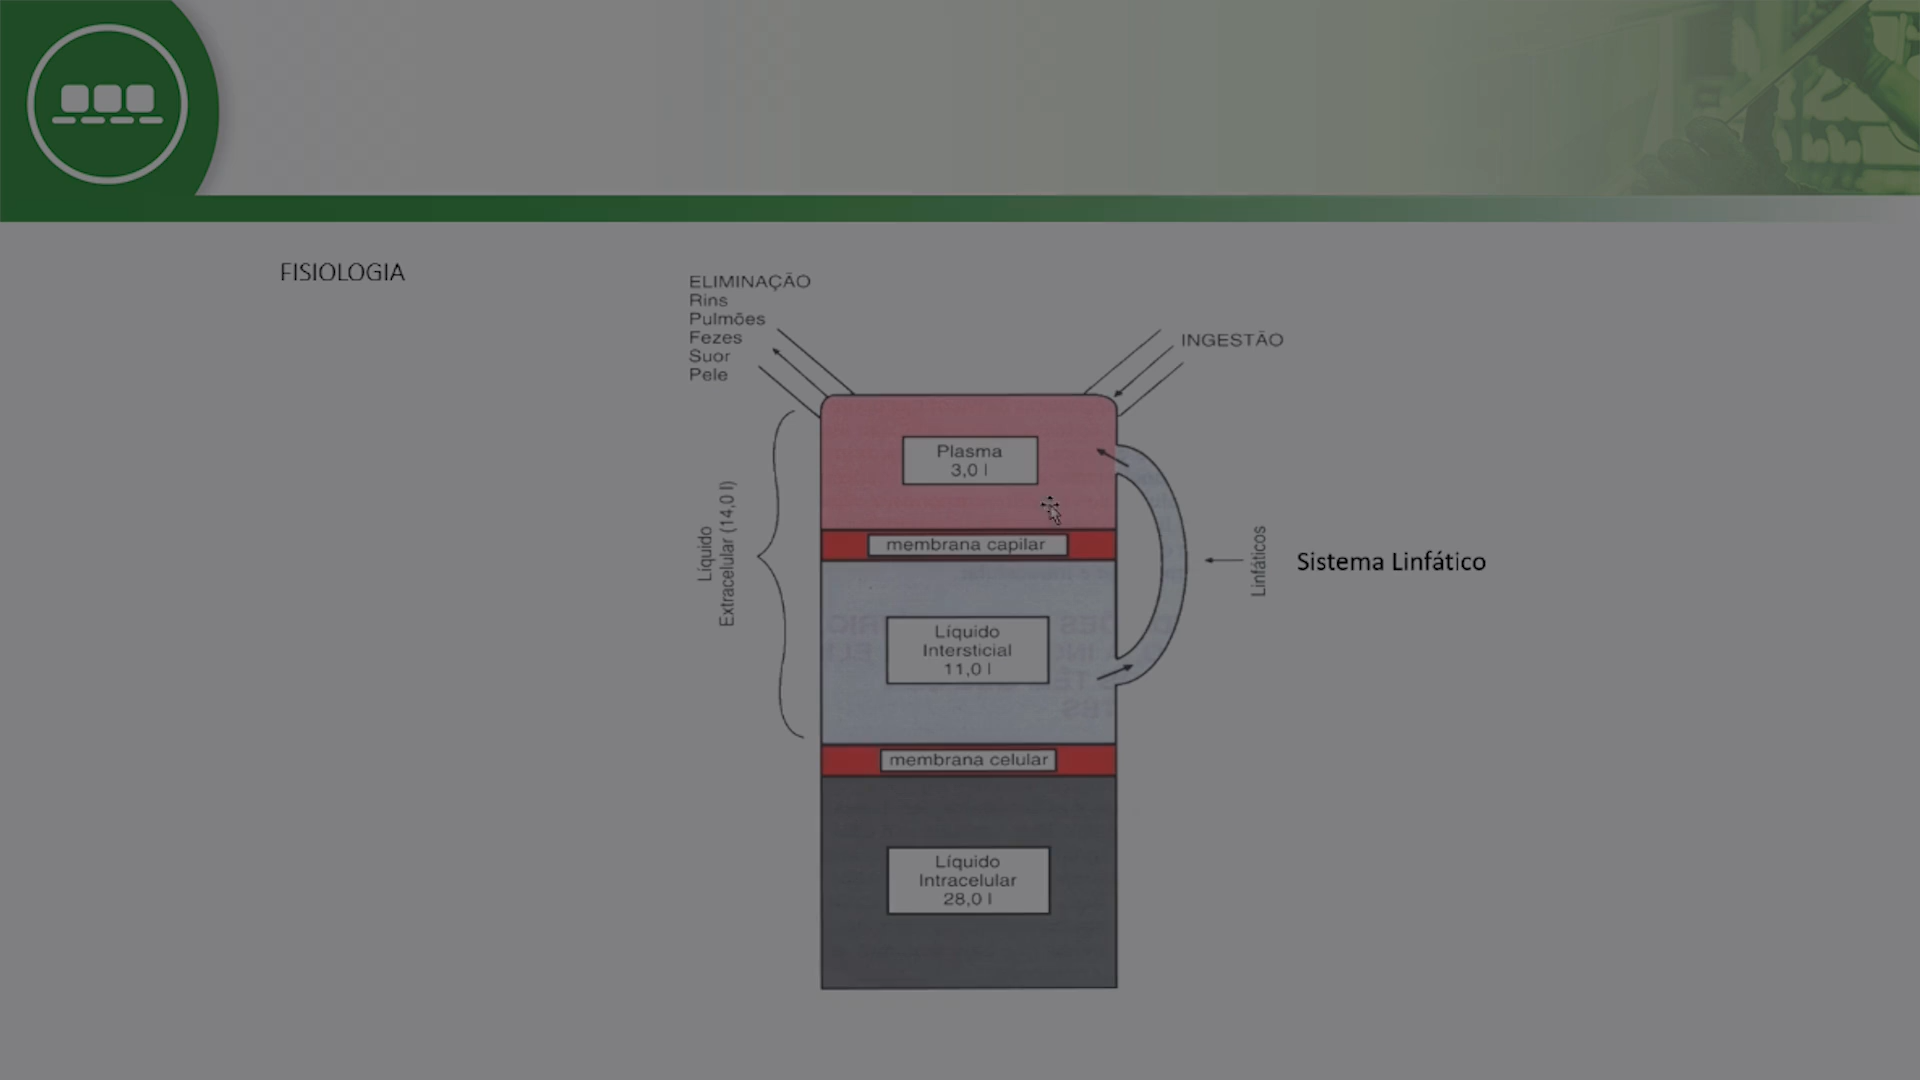 FISIOLOGIA
ELIMINAÇÃO
Rins
Pulmões
Fezes
Suor
Pele
INGESTÃO
Plasma
3,0 l
membrana capilar
Líquido
Extracelular (14,0 l)
Linfáticos
Sistema Linfático
Líquido
Intersticial
11,0 l
membrana celular
Líquido
Intracelular
28,0 l